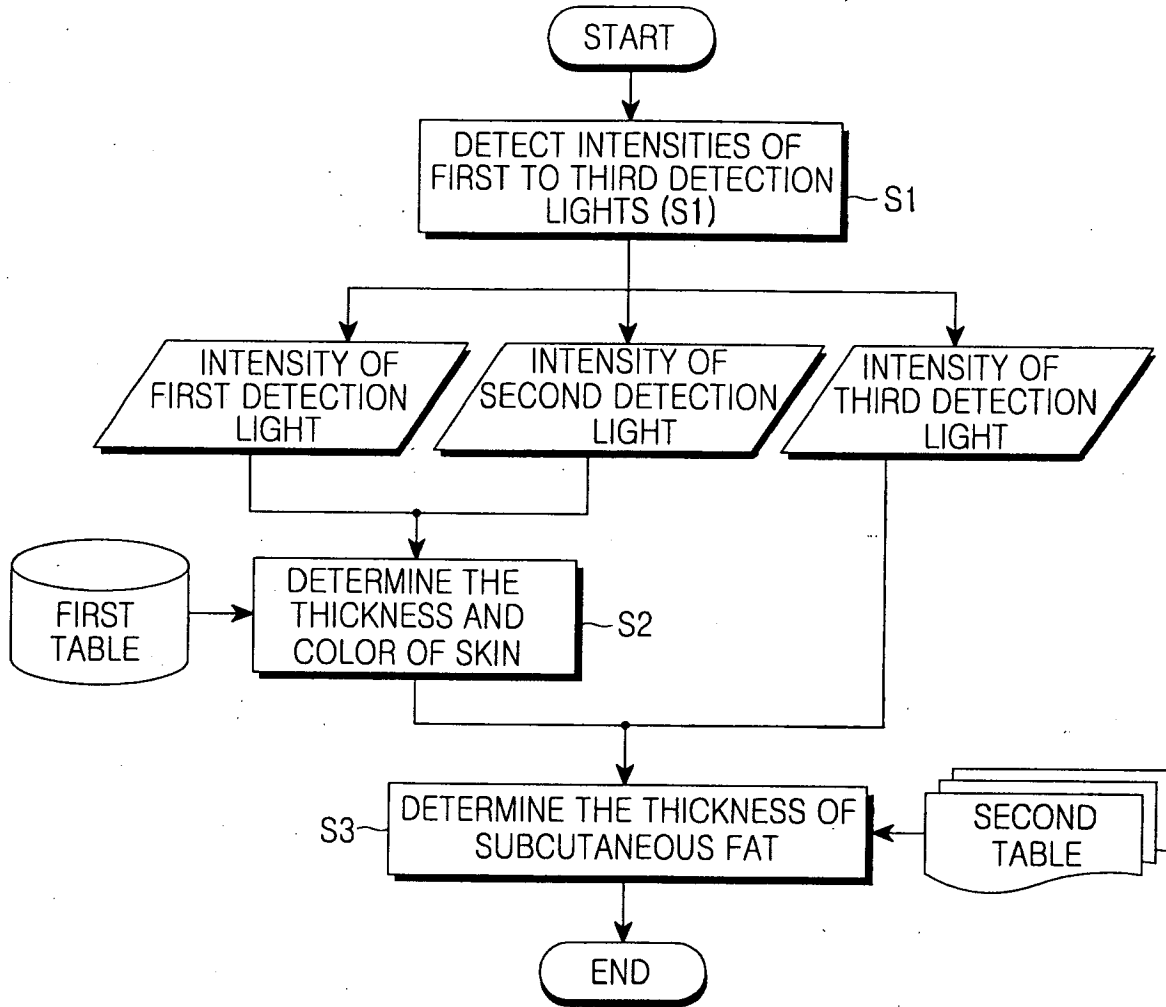 START
DETECT INTENSITIES OF
FIRST TO THIRD DETECTION
LIGHTS (S1)
S1
INTENSITY OF
FIRST DETECTION
LIGHT
INTENSITY OF
SECOND DETECTION
LIGHT
INTENSITY OF
THIRD DETECTION
LIGHT
FIRST
TABLE
DETERMINE THE
THICKNESS AND
COLOR OF SKIN
S2
S3
DETERMINE THE THICKNESS OF
SUBCUTANEOUS FAT
SECOND
TABLE
END